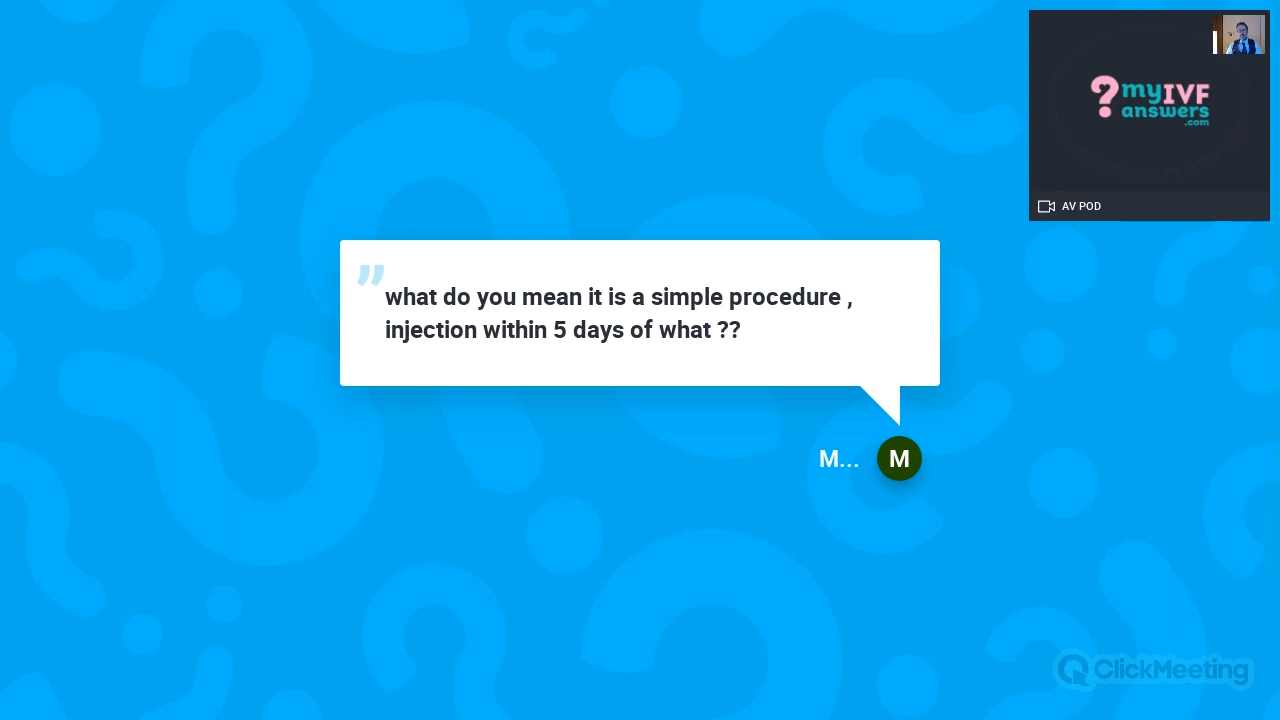 ?myIVF
answers
.com
AV POD
” what do you mean it is a simple procedure ,
injection within 5 days of what ??
M... M
ClickMeeting